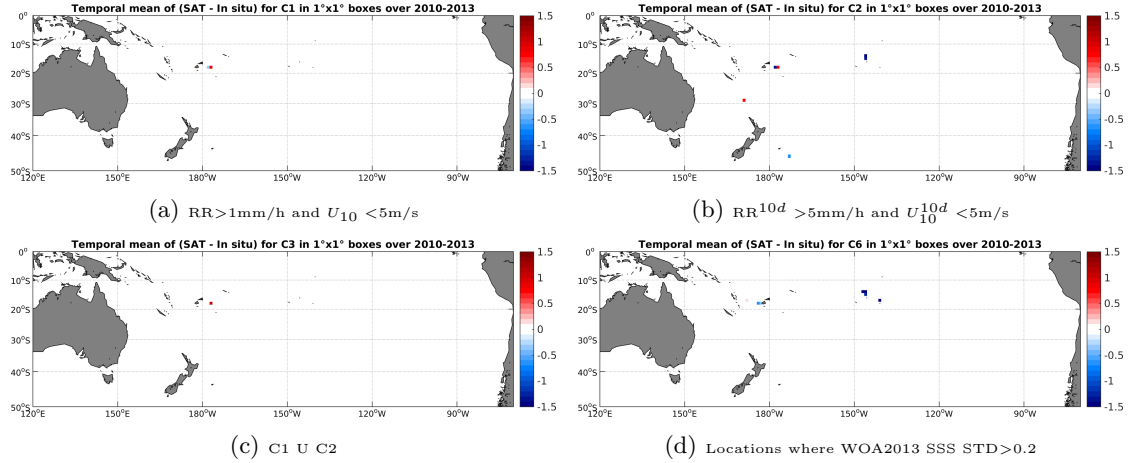 Temporal mean of (SAT - In situ) for C1 in 1°x1° boxes over 2010-2013
0°
10°S
20°S
30°S
40°S
50°S
120°E 150°E 180°W 150°W 120°W 90°W
1.5
1
0.5
0
-0.5
-1
-1.5
(a) RR>1mm/h and U10 <5m/s
Temporal mean of (SAT - In situ) for C2 in 1°x1° boxes over 2010-2013
0°
10°S
20°S
30°S
40°S
50°S
120°E 150°E 180°W 150°W 120°W 90°W
1.5
1
0.5
0
-0.5
-1
-1.5
(b) RR^10d >5mm/h and U10^10d <5m/s
Temporal mean of (SAT - In situ) for C3 in 1°x1° boxes over 2010-2013
0°
10°S
20°S
30°S
40°S
50°S
120°E 150°E 180°W 150°W 120°W 90°W
1.5
1
0.5
0
-0.5
-1
-1.5
(c) C1 U C2
Temporal mean of (SAT - In situ) for C6 in 1°x1° boxes over 2010-2013
0°
10°S
20°S
30°S
40°S
50°S
120°E 150°E 180°W 150°W 120°W 90°W
1.5
1
0.5
0
-0.5
-1
-1.5
(d) Locations where WOA2013 SSS STD>0.2